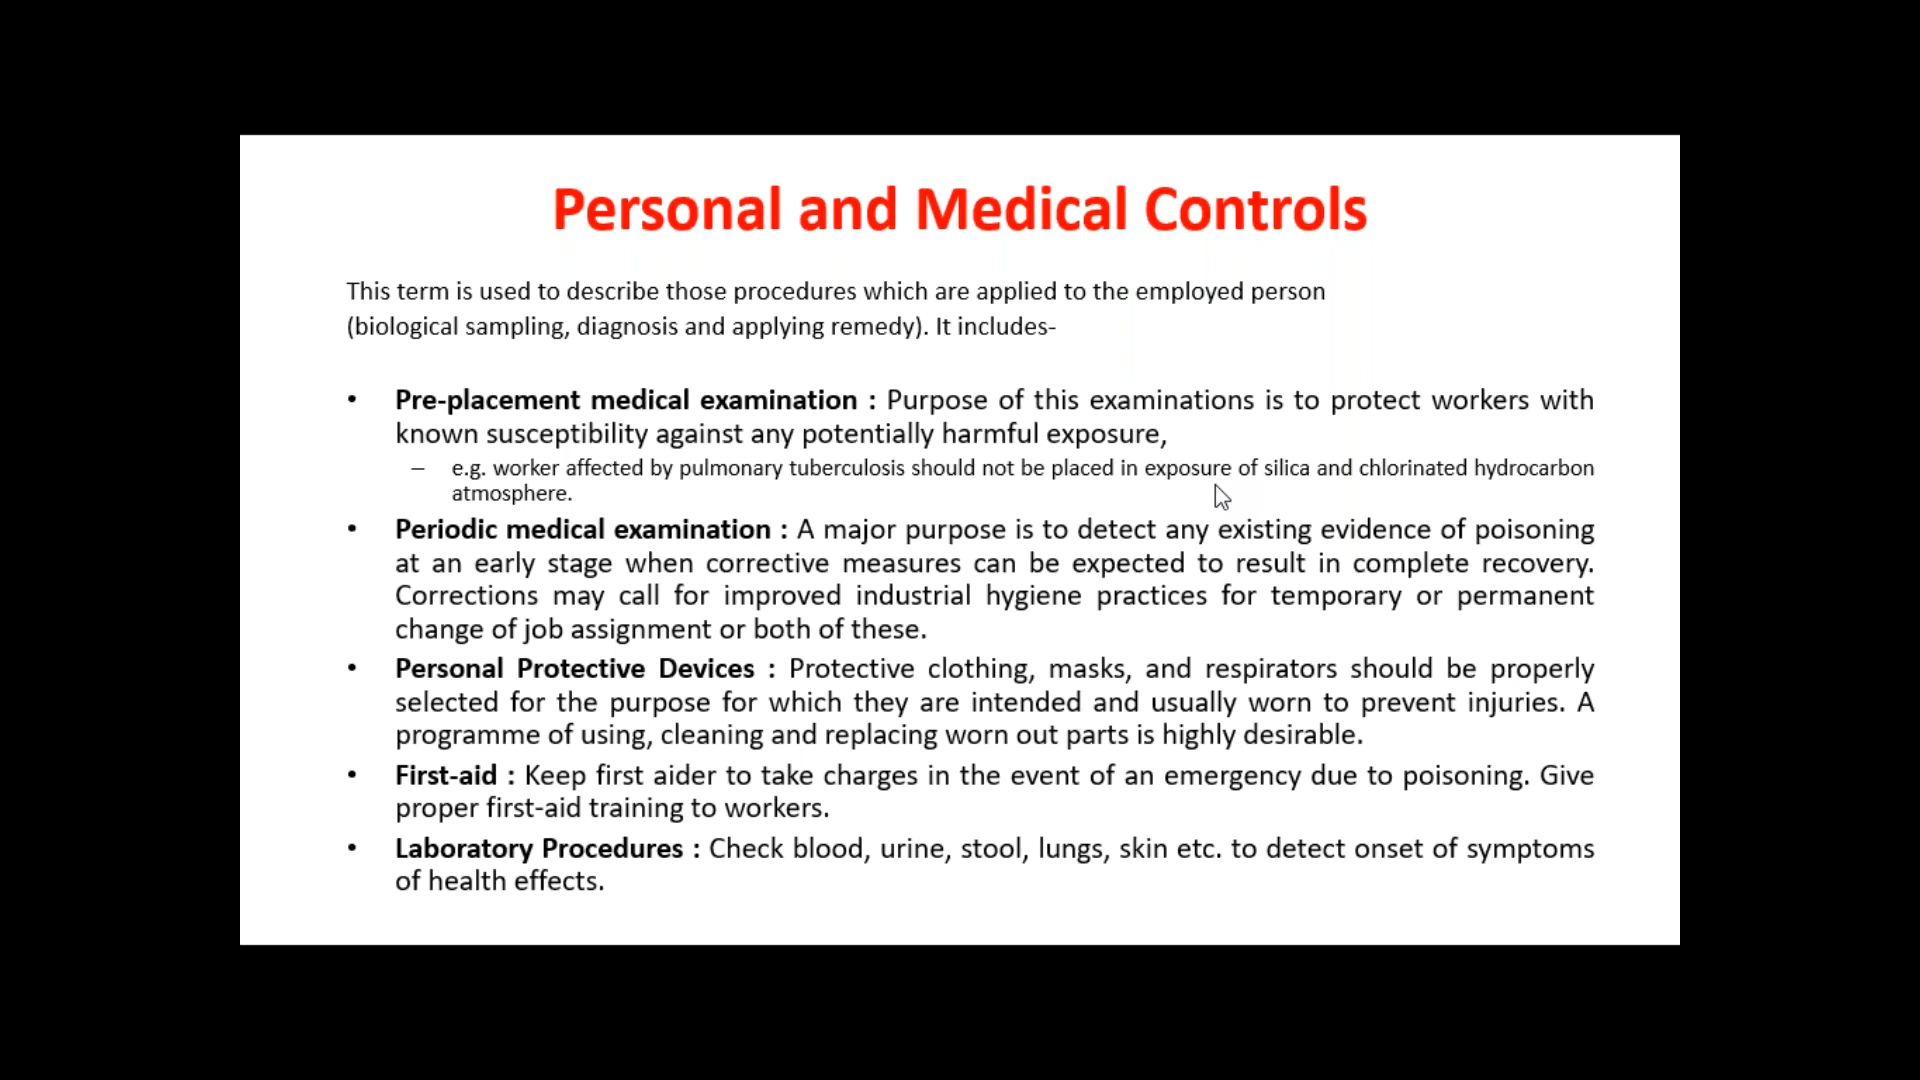 Personal and Medical Controls
This term is used to describe those procedures which are applied to the employed person
(biological sampling, diagnosis and applying remedy). It includes-
• Pre-placement medical examination : Purpose of this examinations is to protect workers with
known susceptibility against any potentially harmful exposure,
– e.g. worker affected by pulmonary tuberculosis should not be placed in exposure of silica and chlorinated hydrocarbon
atmosphere.
• Periodic medical examination : A major purpose is to detect any existing evidence of poisoning
at an early stage when corrective measures can be expected to result in complete recovery.
Corrections may call for improved industrial hygiene practices for temporary or permanent
change of job assignment or both of these.
• Personal Protective Devices : Protective clothing, masks, and respirators should be properly
selected for the purpose for which they are intended and usually worn to prevent injuries. A
programme of using, cleaning and replacing worn out parts is highly desirable.
• First-aid : Keep first aider to take charges in the event of an emergency due to poisoning. Give
proper first-aid training to workers.
• Laboratory Procedures : Check blood, urine, stool, lungs, skin etc. to detect onset of symptoms
of health effects.